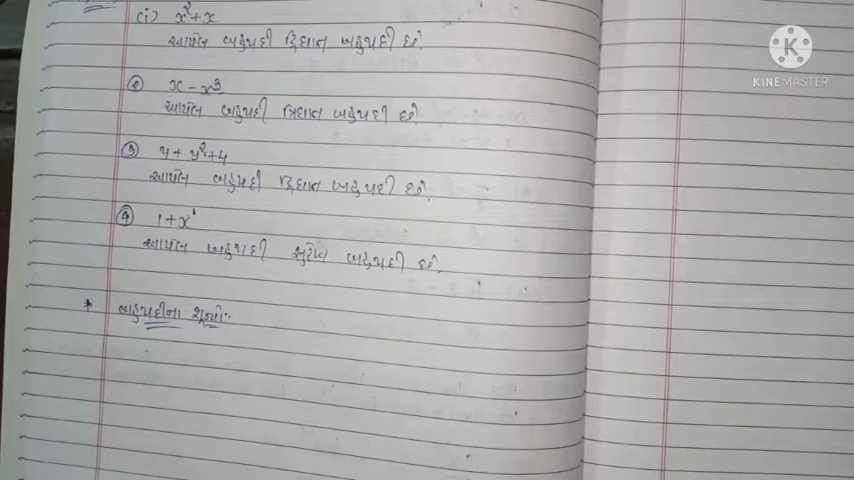 (i) x²+x
આપેલ બહુપદી દ્વિઘાત બહુપદી છે.
② x - x³
આપેલ બહુપદી ત્રિઘાત બહુપદી છે.
③ y + y²+4
આપેલ બહુપદી દ્વિઘાત બહુપદી છે.
④ 1+x¹
આપેલ બહુપદી સુરેખ બહુપદી છે.
* બહુપદીના શૂન્યો:-
K
KINEMASTER